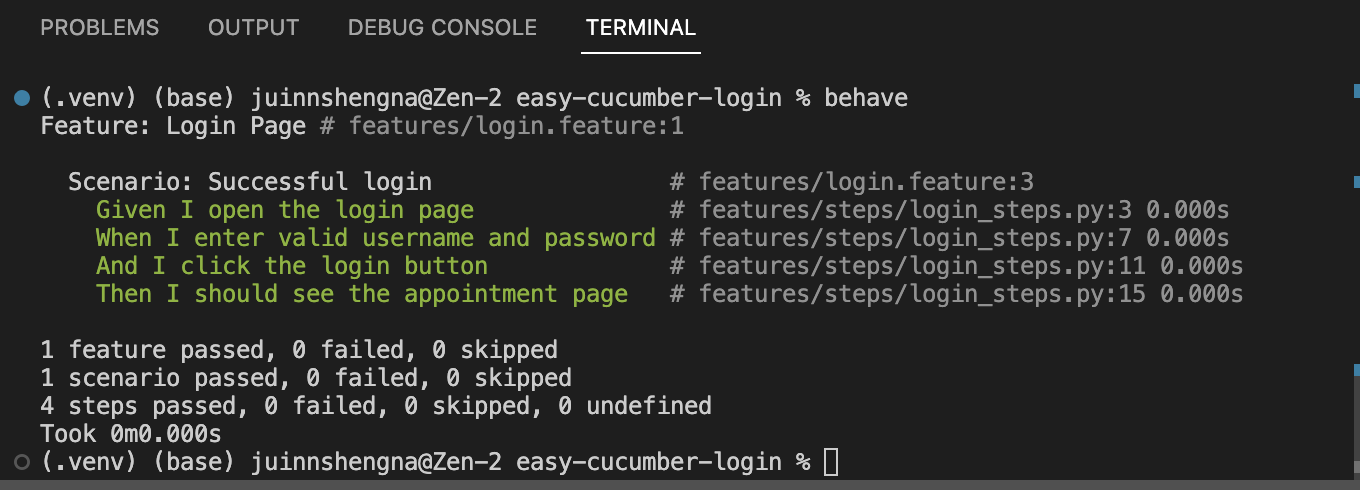 PROBLEMS OUTPUT DEBUG CONSOLE TERMINAL
(.venv) (base) juinnshengna@Zen-2 easy-cucumber-login % behave
Feature: Login Page # features/login.feature:1
Scenario: Successful login # features/login.feature:3
Given I open the login page # features/steps/login_steps.py:3 0.000s
When I enter valid username and password # features/steps/login_steps.py:7 0.000s
And I click the login button # features/steps/login_steps.py:11 0.000s
Then I should see the appointment page # features/steps/login_steps.py:15 0.000s
1 feature passed, 0 failed, 0 skipped
1 scenario passed, 0 failed, 0 skipped
4 steps passed, 0 failed, 0 skipped, 0 undefined
Took 0m0.000s
(.venv) (base) juinnshengna@Zen-2 easy-cucumber-login %